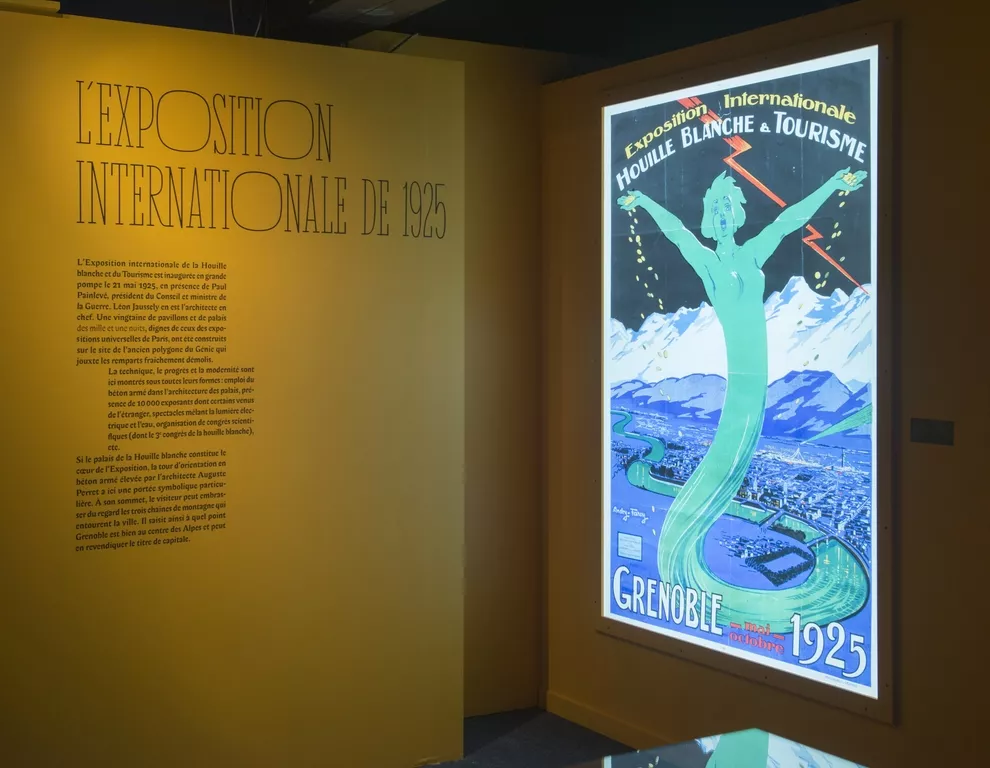 L'EXPOSITION
INTERNATIONALE DE 1925
L'Exposition internationale de la Houille
blanche et du Tourisme est inaugurée en grande
pompe le 21 mai 1925, en présence de Paul
Painlevé, président du Conseil et ministre de
la Guerre. Léon Jaussely en est l'architecte en
chef. Une vingtaine de pavillons et de palais
des mille et une nuits, dignes de ceux des expo-
sitions universelles de Paris, ont été construits
sur le site de l'ancien polygone du Génie qui
jouxte les remparts fraîchement démolis.
La technique, le progrès et la modernité sont
ici montrés sous toutes leurs formes : emploi du
béton armé dans l'architecture des palais, pré-
sence de 10 000 exposants dont certains venus
de l'étranger, spectacles mêlant la lumière élec-
trique et l'eau, organisation de congrès scienti-
fiques (dont le 3e congrès de la houille blanche),
etc.
Si le palais de la Houille blanche constitue le
cœur de l'Exposition, la tour d'orientation en
béton armé élevée par l'architecte Auguste
Perret a ici une portée symbolique particu-
lière. À son sommet, le visiteur peut embras-
ser du regard les trois chaînes de montagne qui
entourent la ville. Il saisit ainsi à quel point
Grenoble est bien au centre des Alpes et peut
en revendiquer le titre de capitale.
Exposition Internationale
HOUILLE BLANCHE & TOURISME
Andry-Farcy
GRENOBLE
mai
octobre
1925